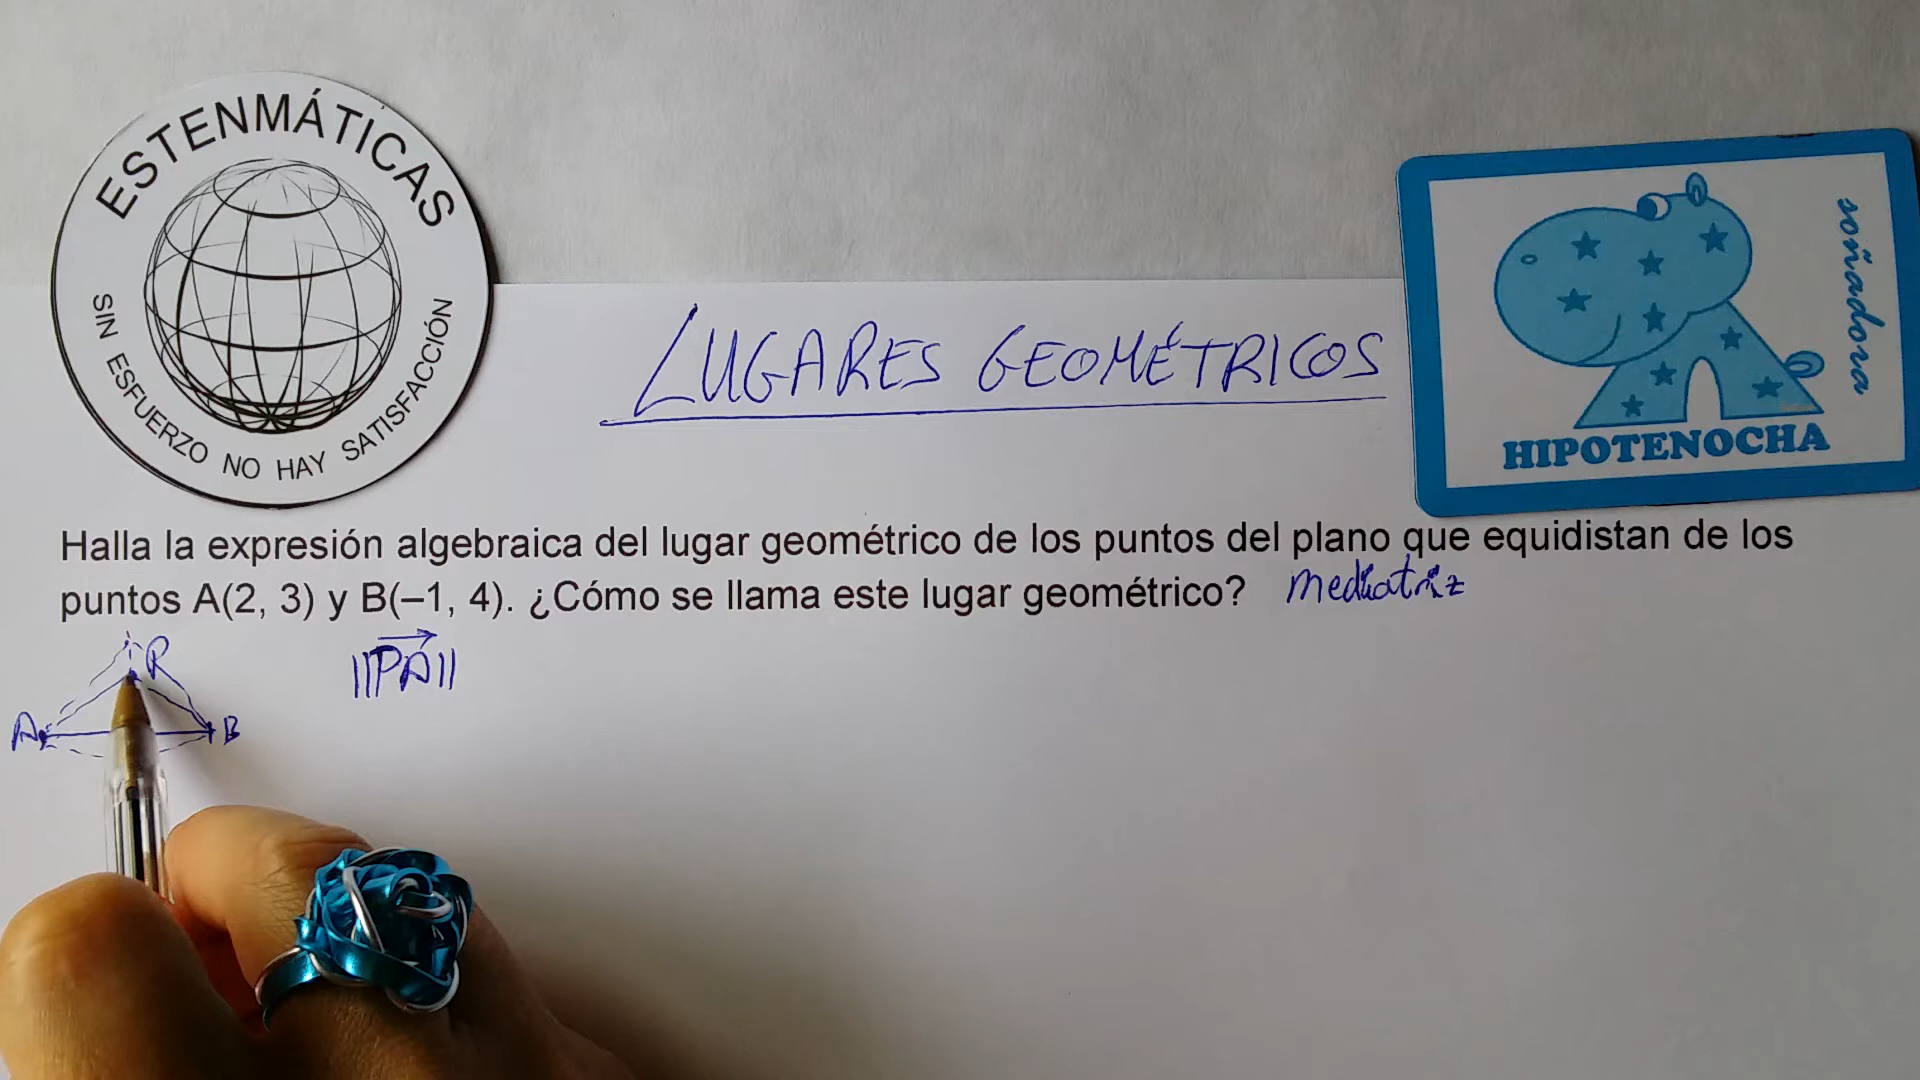 ESTENMÁTICAS
SIN ESFUERZO NO HAY SATISFACCIÓN
LUGARES GEOMÉTRICOS
soñadora
HIPOTENOCHA
Halla la expresión algebraica del lugar geométrico de los puntos del plano que equidistan de los
puntos A(2, 3) y B(–1, 4). ¿Cómo se llama este lugar geométrico? mediatriz
P
||PA||
A
B